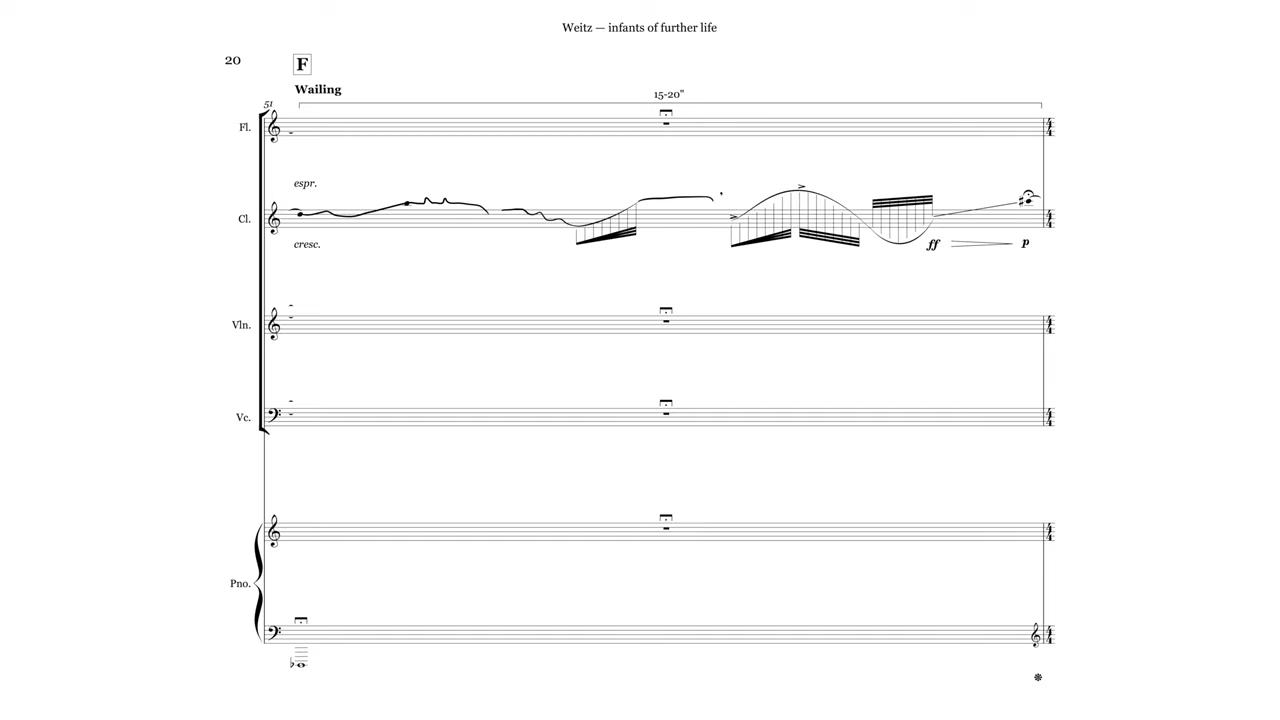 Weitz — infants of further life
20
F
Wailing
51
15-20"
Fl.
espr.
Cl.
cresc.
ff
p
Vln.
Vc.
Pno.